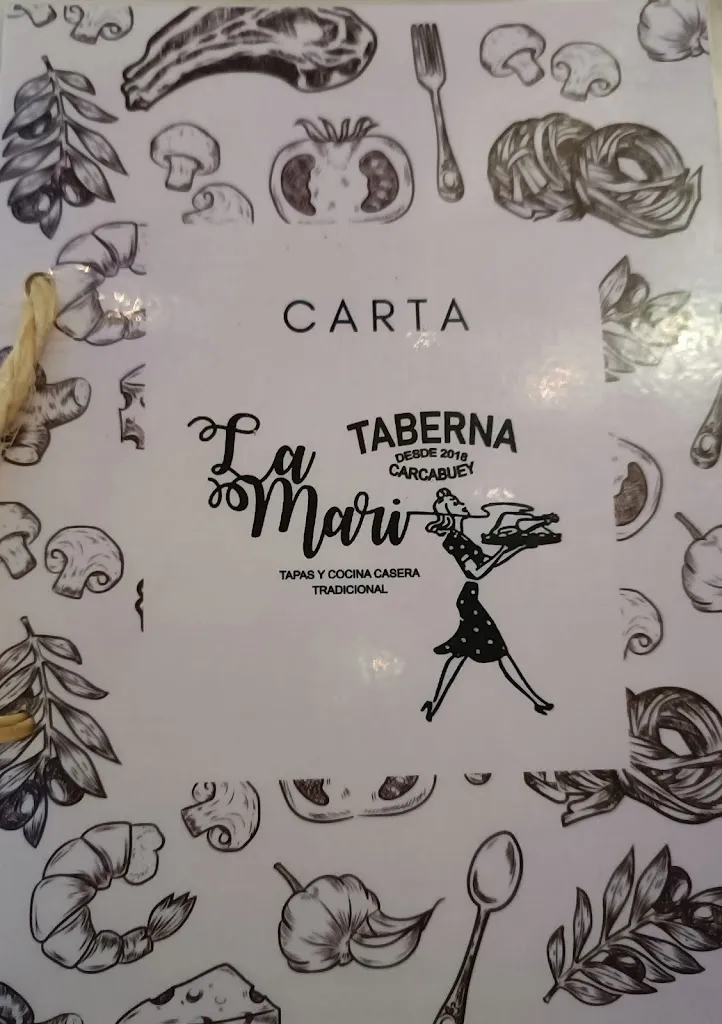 CARTA
La
Mari
TABERNA
DESDE 2018
CARCABUEY
TAPAS Y COCINA CASERA
TRADICIONAL